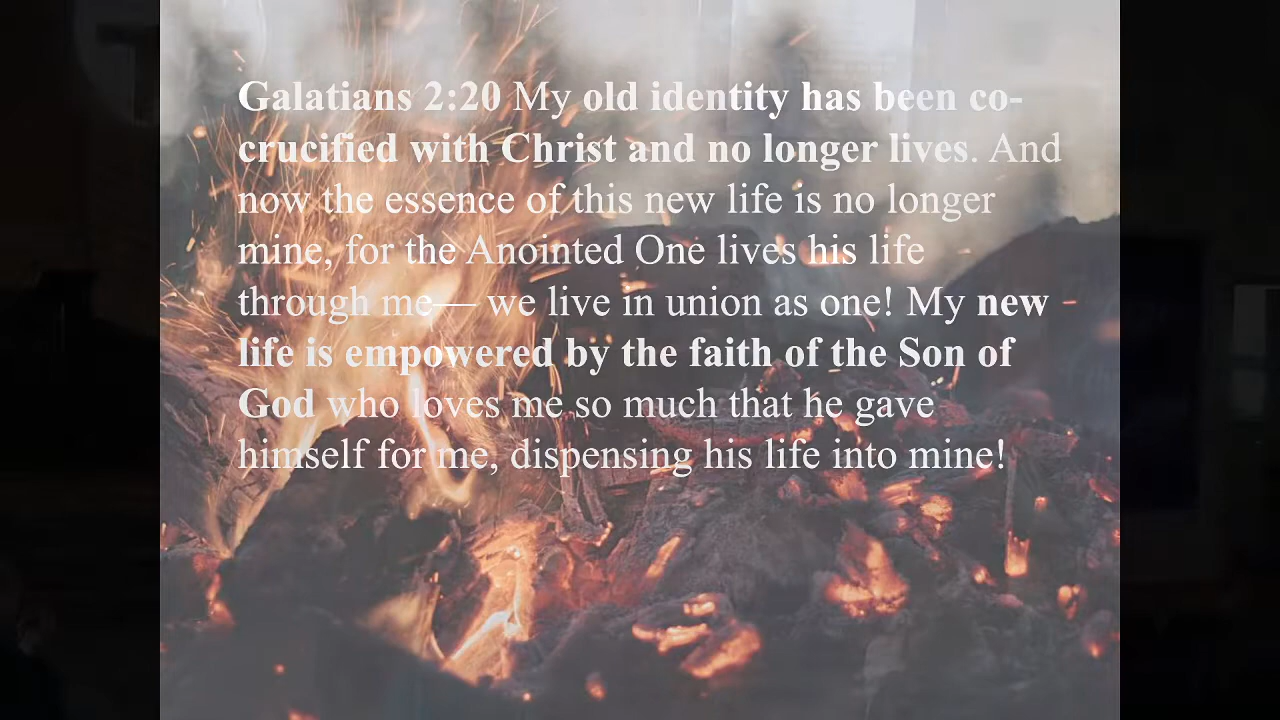 Galatians 2:20 My old identity has been co-
crucified with Christ and no longer lives. And
now the essence of this new life is no longer
mine, for the Anointed One lives his life
through me— we live in union as one! My new
life is empowered by the faith of the Son of
God who loves me so much that he gave
himself for me, dispensing his life into mine!